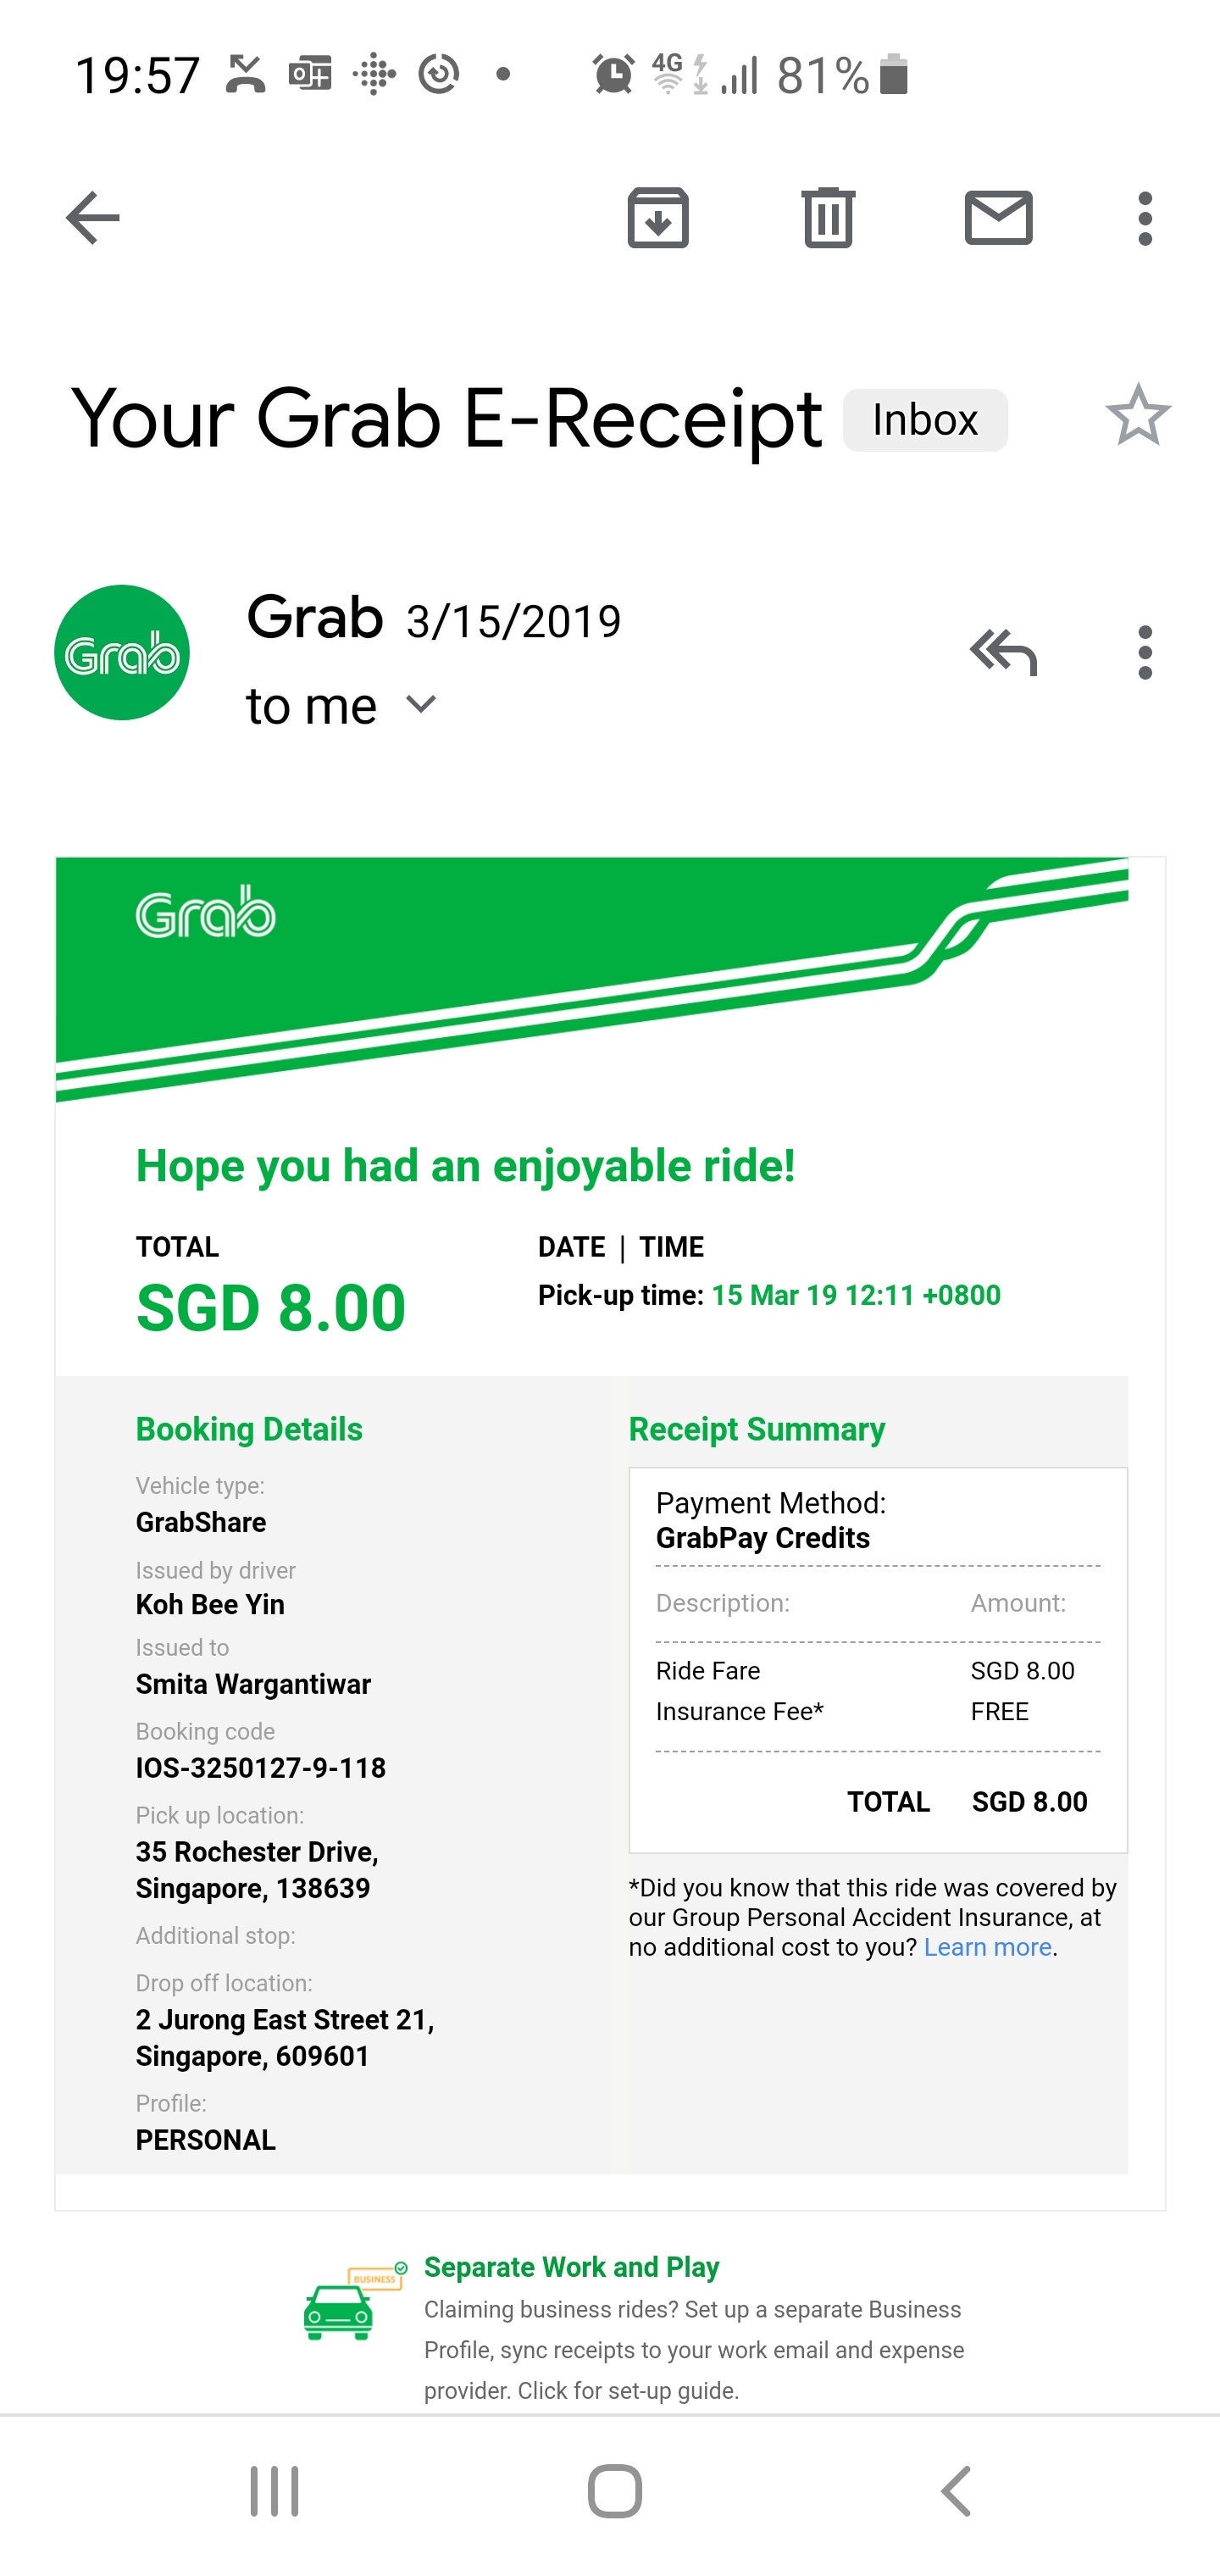 19:57 4G 81%
Your Grab E-Receipt Inbox
Grab Grab 3/15/2019
to me
Grab
Hope you had an enjoyable ride!
TOTAL DATE | TIME
SGD 8.00 Pick-up time: 15 Mar 19 12:11 +0800
Booking Details
Vehicle type:
GrabShare
Issued by driver
Koh Bee Yin
Issued to
Smita Wargantiwar
Booking code
IOS-3250127-9-118
Pick up location:
35 Rochester Drive,
Singapore, 138639
Additional stop:
Drop off location:
2 Jurong East Street 21,
Singapore, 609601
Profile:
PERSONAL
Receipt Summary
Payment Method:
GrabPay Credits
Description: Amount:
Ride Fare SGD 8.00
Insurance Fee* FREE
TOTAL SGD 8.00
*Did you know that this ride was covered by
our Group Personal Accident Insurance, at
no additional cost to you? Learn more.
BUSINESS
Separate Work and Play
Claiming business rides? Set up a separate Business
Profile, sync receipts to your work email and expense
provider. Click for set-up guide.